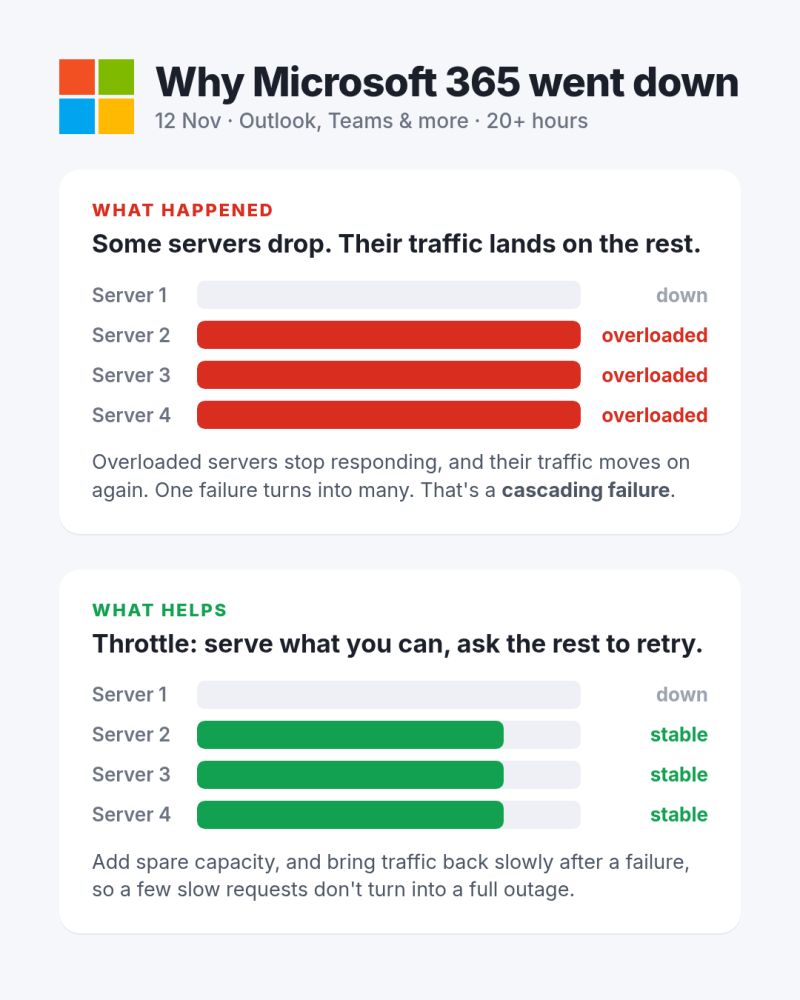 Why Microsoft 365 went down
12 Nov · Outlook, Teams & more · 20+ hours
WHAT HAPPENED
Some servers drop. Their traffic lands on the rest.
Server 1 down
Server 2 overloaded
Server 3 overloaded
Server 4 overloaded
Overloaded servers stop responding, and their traffic moves on
again. One failure turns into many. That's a cascading failure.
WHAT HELPS
Throttle: serve what you can, ask the rest to retry.
Server 1 down
Server 2 stable
Server 3 stable
Server 4 stable
Add spare capacity, and bring traffic back slowly after a failure,
so a few slow requests don't turn into a full outage.